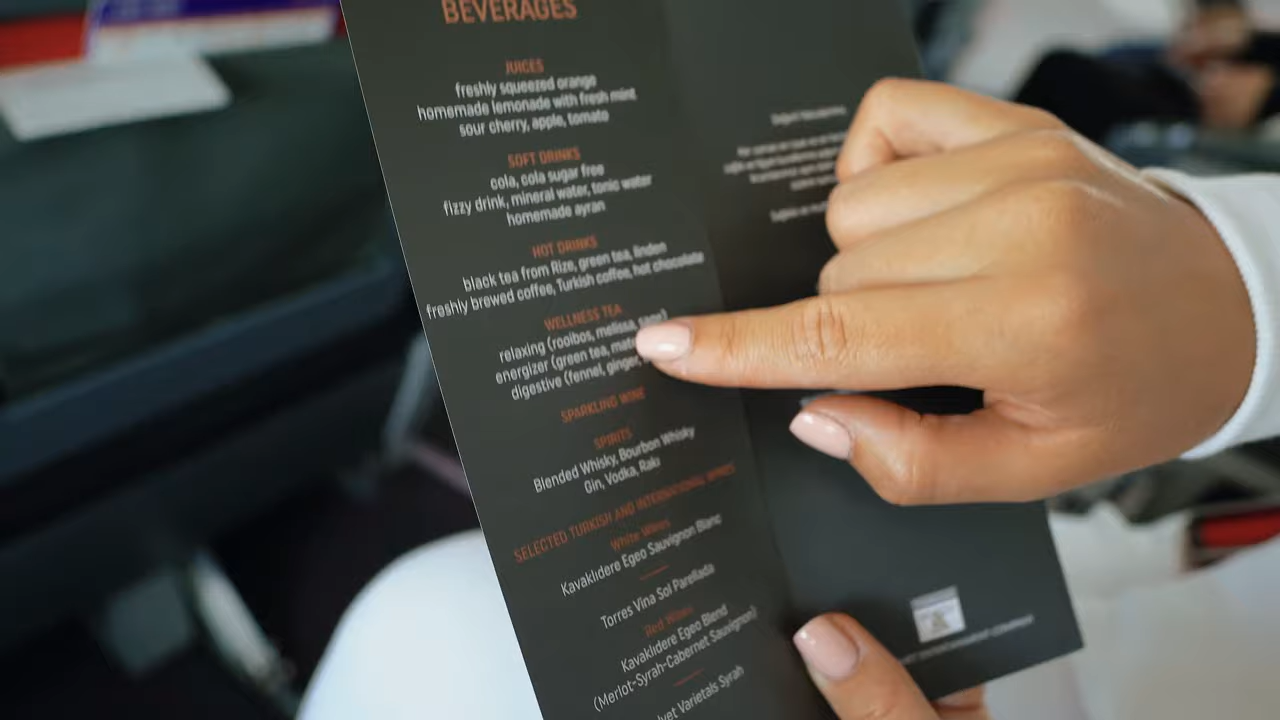 BEVERAGES
JUICES
freshly squeezed orange
homemade lemonade with fresh mint
sour cherry, apple, tomato
SOFT DRINKS
cola, cola sugar free
fizzy drink, mineral water, tonic water
homemade ayran
HOT DRINKS
black tea from Rize, green tea, linden
freshly brewed coffee, Turkish coffee, hot chocolate
WELLNESS TEA
relaxing (rooibos, melissa, sage)
energizer (green tea,
digestive (fennel, ginger,
SPARKLING WINE
SPIRITS
Blended Whisky, Bourbon Whisky
Gin, Vodka, Rakı
SELECTED TURKISH AND INTERNATIONAL WINES
White Wines
Kavaklıdere Egeo Sauvignon Blanc
Torres Vina Sol Parellada
Red Wines
Kavaklıdere Egeo Blend
(Merlot-Syrah-Cabernet Sauvignon)
Varietals Syrah